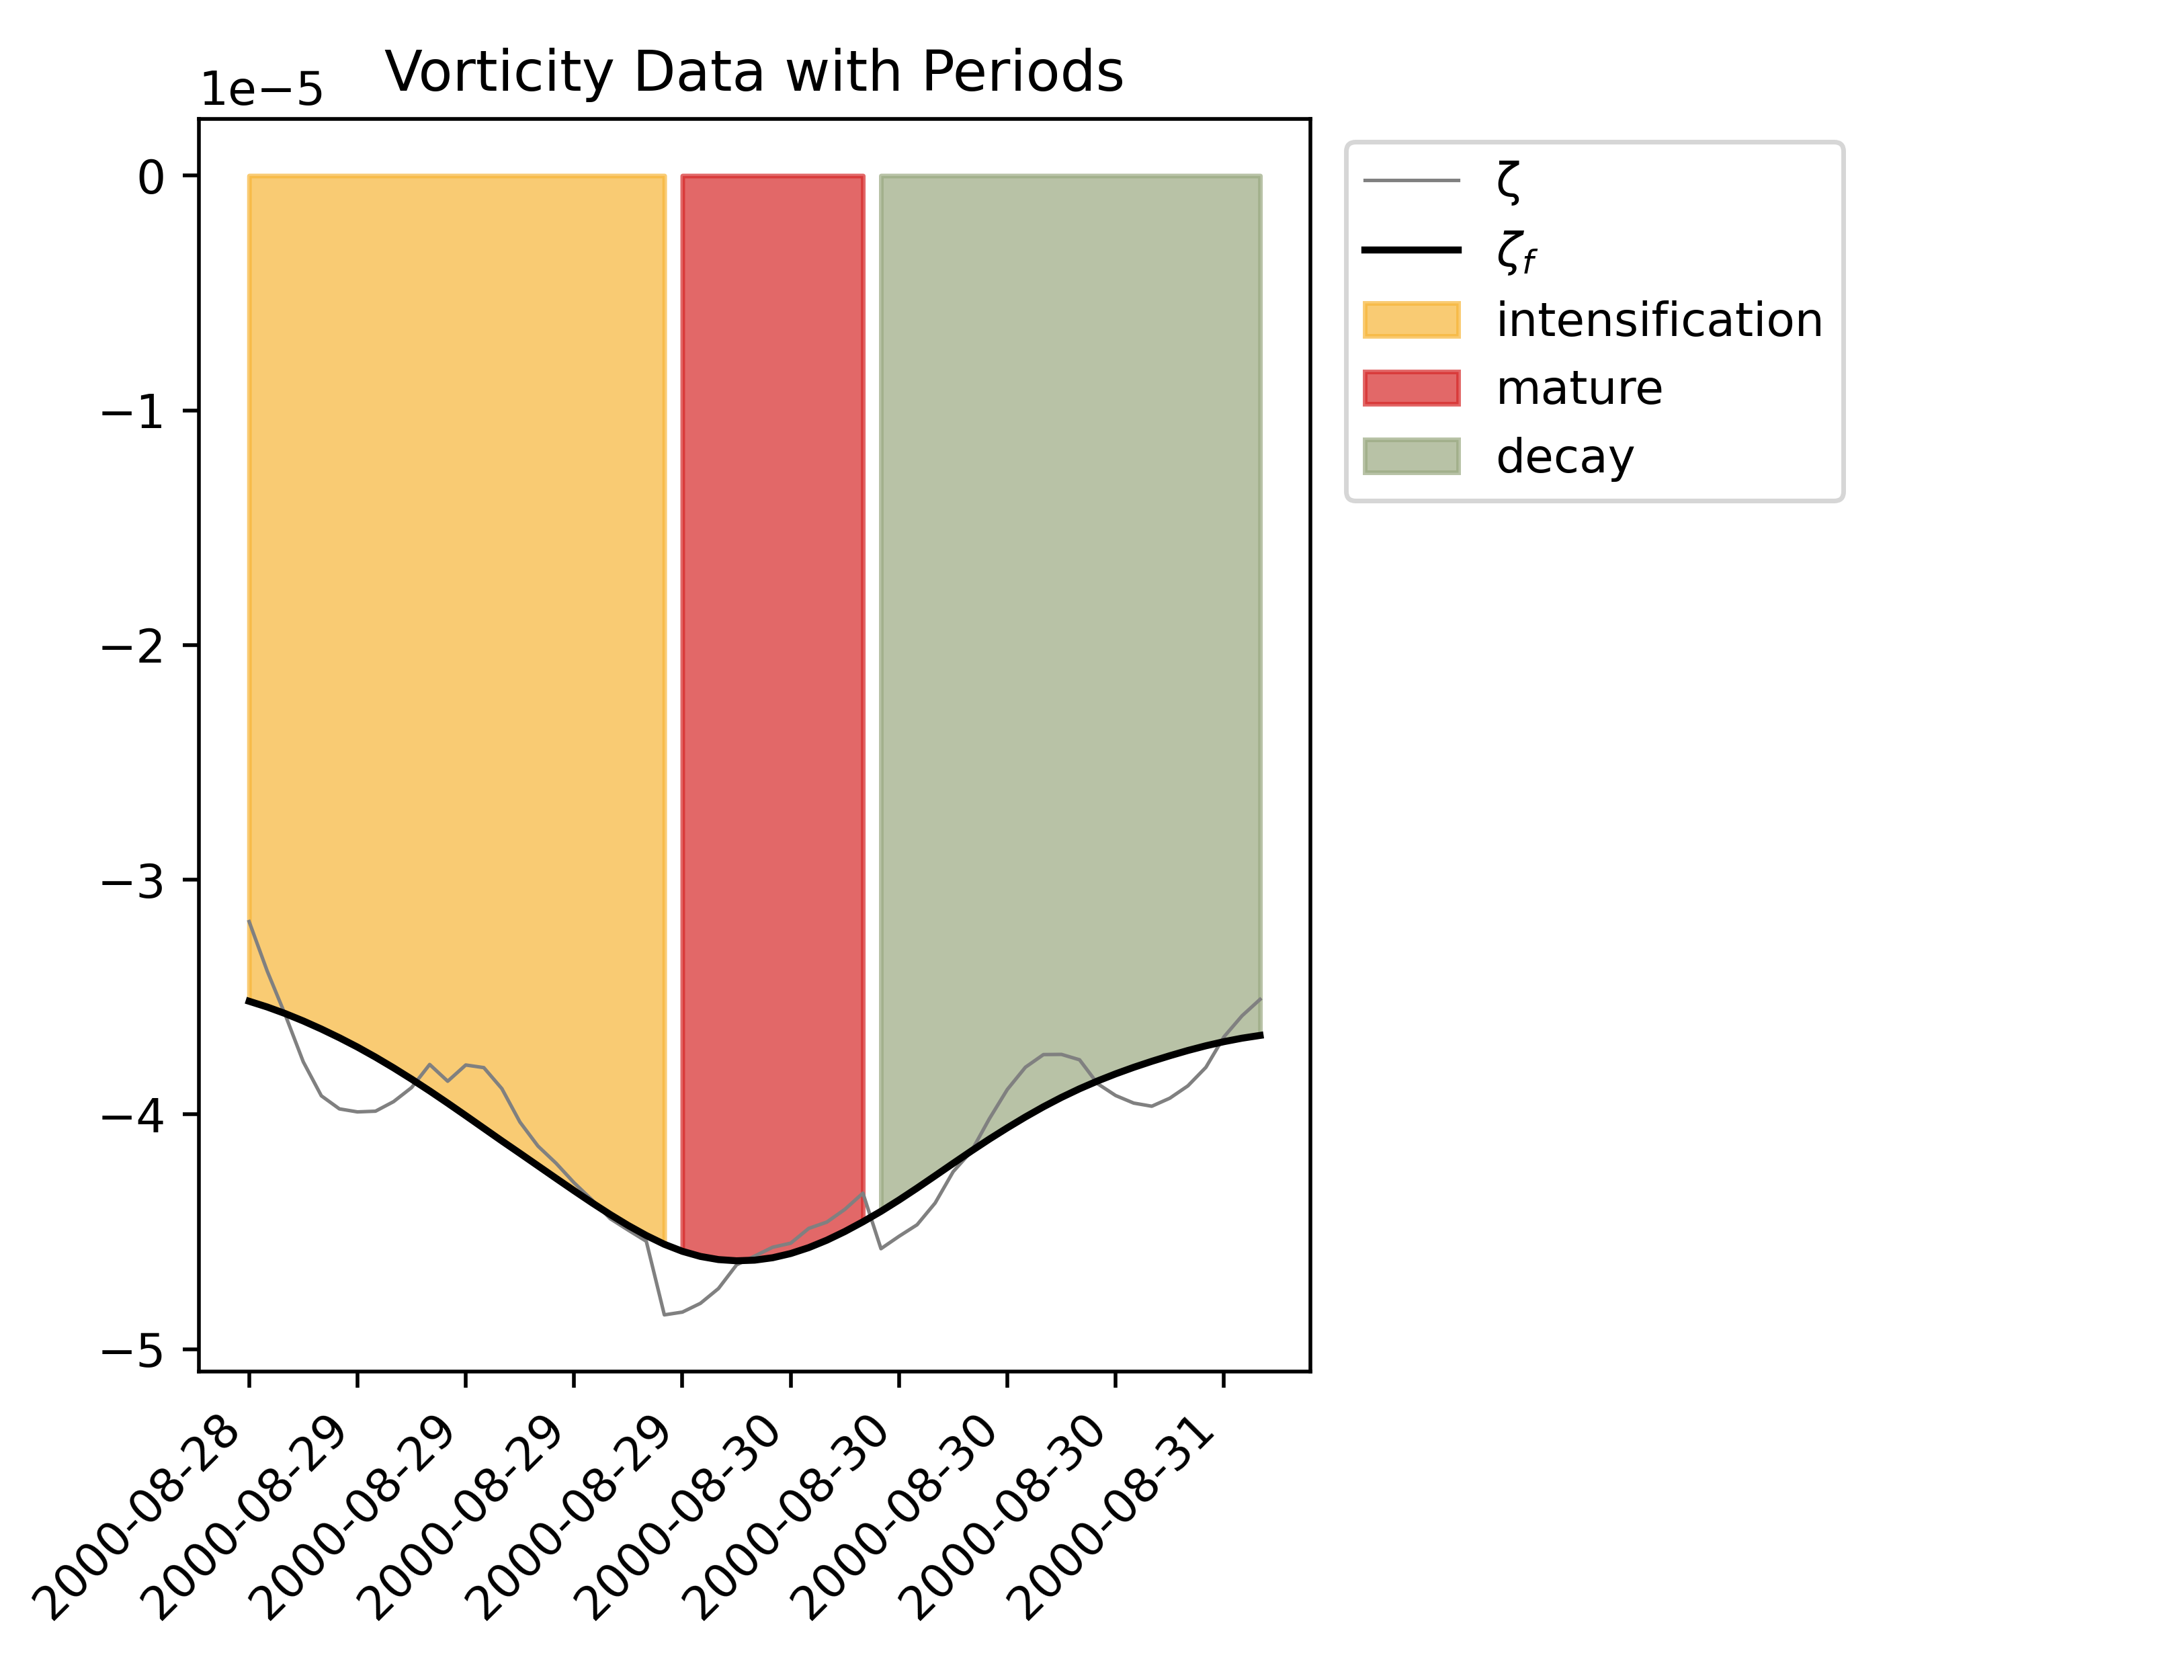 Vorticity Data with Periods
1e−5
0
−1
−2
−3
−4
−5
2000-08-28
2000-08-29
2000-08-29
2000-08-29
2000-08-29
2000-08-30
2000-08-30
2000-08-30
2000-08-30
2000-08-31
ζ
ζf
intensification
mature
decay